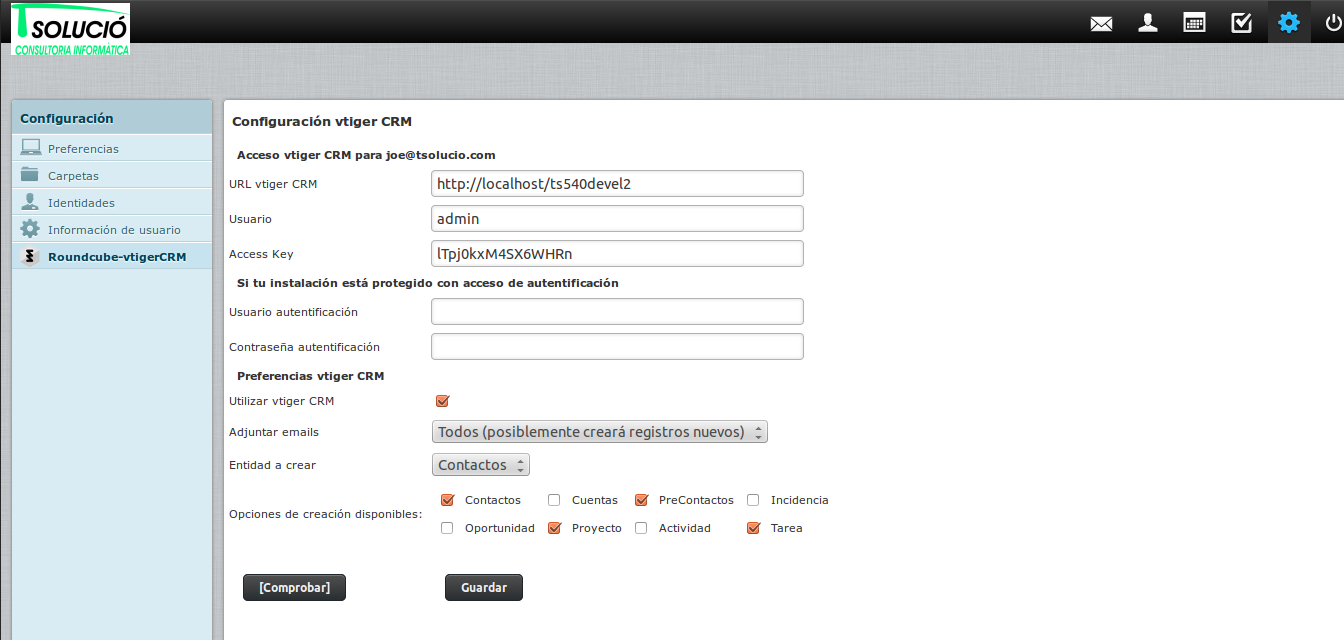 TSOLUCIÓ
CONSULTORIA INFORMÁTICA
Configuración
Preferencias
Carpetas
Identidades
Información de usuario
Roundcube-vtigerCRM
Configuración vtiger CRM
Acceso vtiger CRM para joe@tsolucio.com
URL vtiger CRM http://localhost/ts540devel2
Usuario admin
Access Key lTpj0kxM4SX6WHRn
Si tu instalación está protegido con acceso de autentificación
Usuario autentificación
Contraseña autentificación
Preferencias vtiger CRM
Utilizar vtiger CRM
Adjuntar emails Todos (posiblemente creará registros nuevos)
Entidad a crear Contactos
Opciones de creación disponibles:
Contactos Cuentas PreContactos Incidencia
Oportunidad Proyecto Actividad Tarea
[Comprobar] Guardar